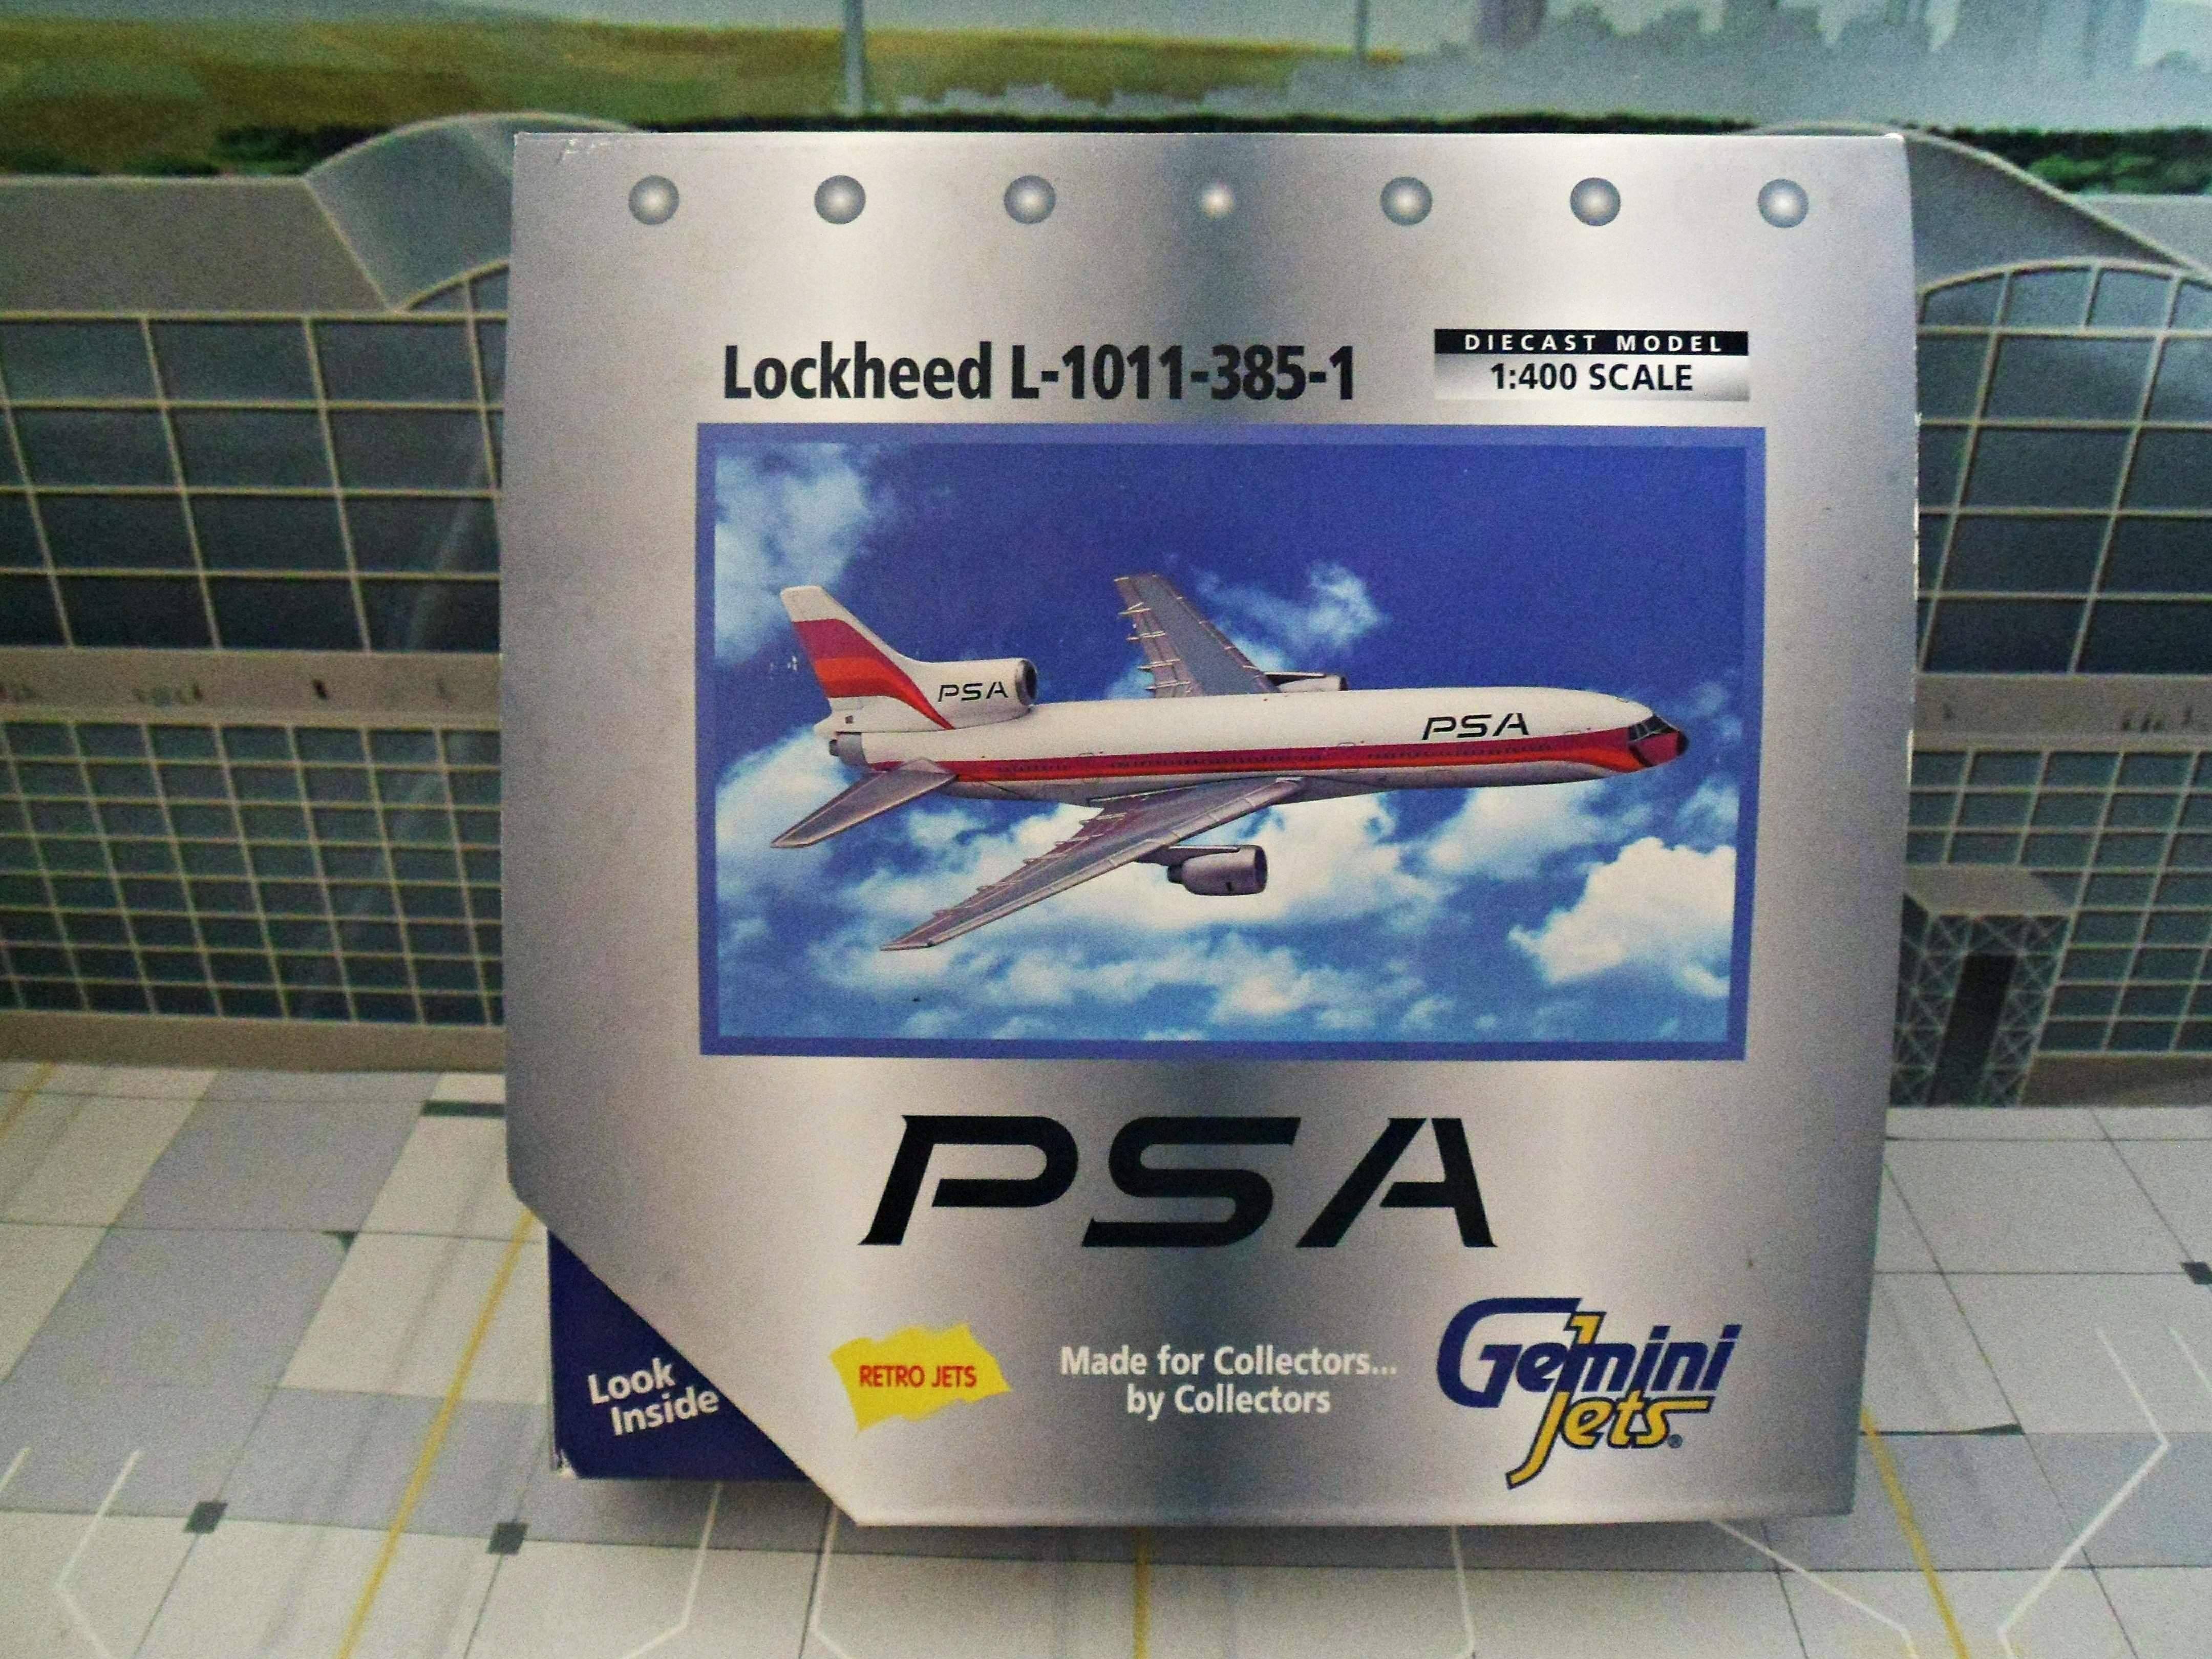 Lockheed L-1011-385-1
DIECAST MODEL
1:400 SCALE
PSA
PSA
PSA
Look
Inside
RETRO JETS
Made for Collectors...
by Collectors
Gemini
Jets®